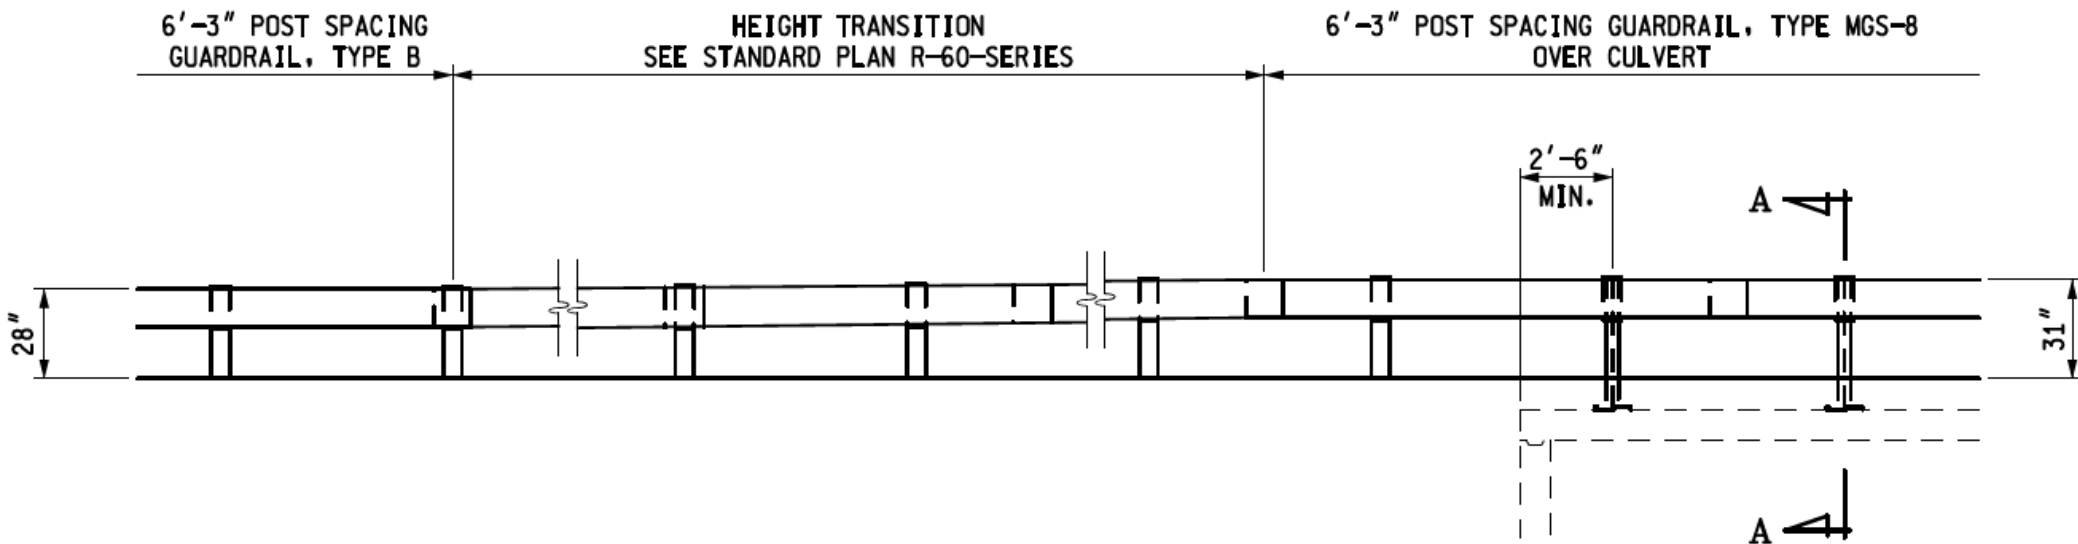 6'-3" POST SPACING
GUARDRAIL, TYPE B
HEIGHT TRANSITION
SEE STANDARD PLAN R-60-SERIES
6'-3" POST SPACING GUARDRAIL, TYPE MGS-8
OVER CULVERT
2'-6"
MIN.
A
28"
31"
A